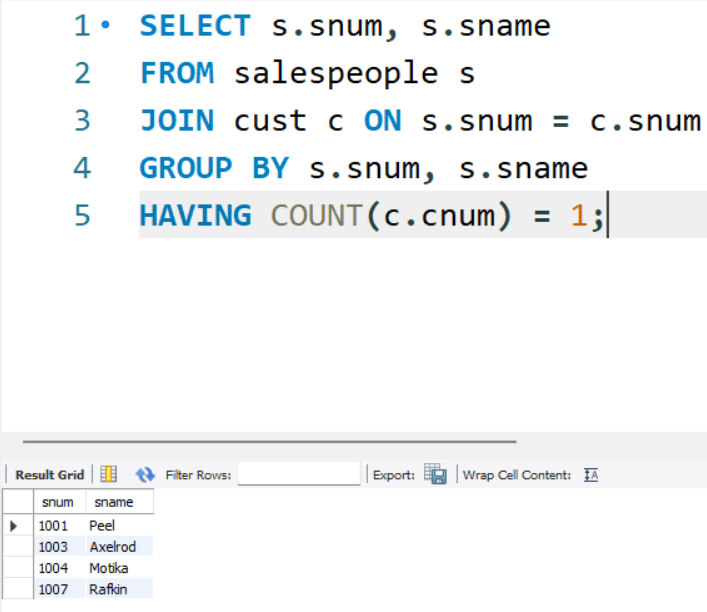 1 SELECT s.snum, s.sname
2 FROM salespeople s
3 JOIN cust c ON s.snum = c.snum
4 GROUP BY s.snum, s.sname
5 HAVING COUNT(c.cnum) = 1;
Result Grid Filter Rows: Export: Wrap Cell Content:
snum sname
1001 Peel
1003 Axelrod
1004 Motika
1007 Rafkin